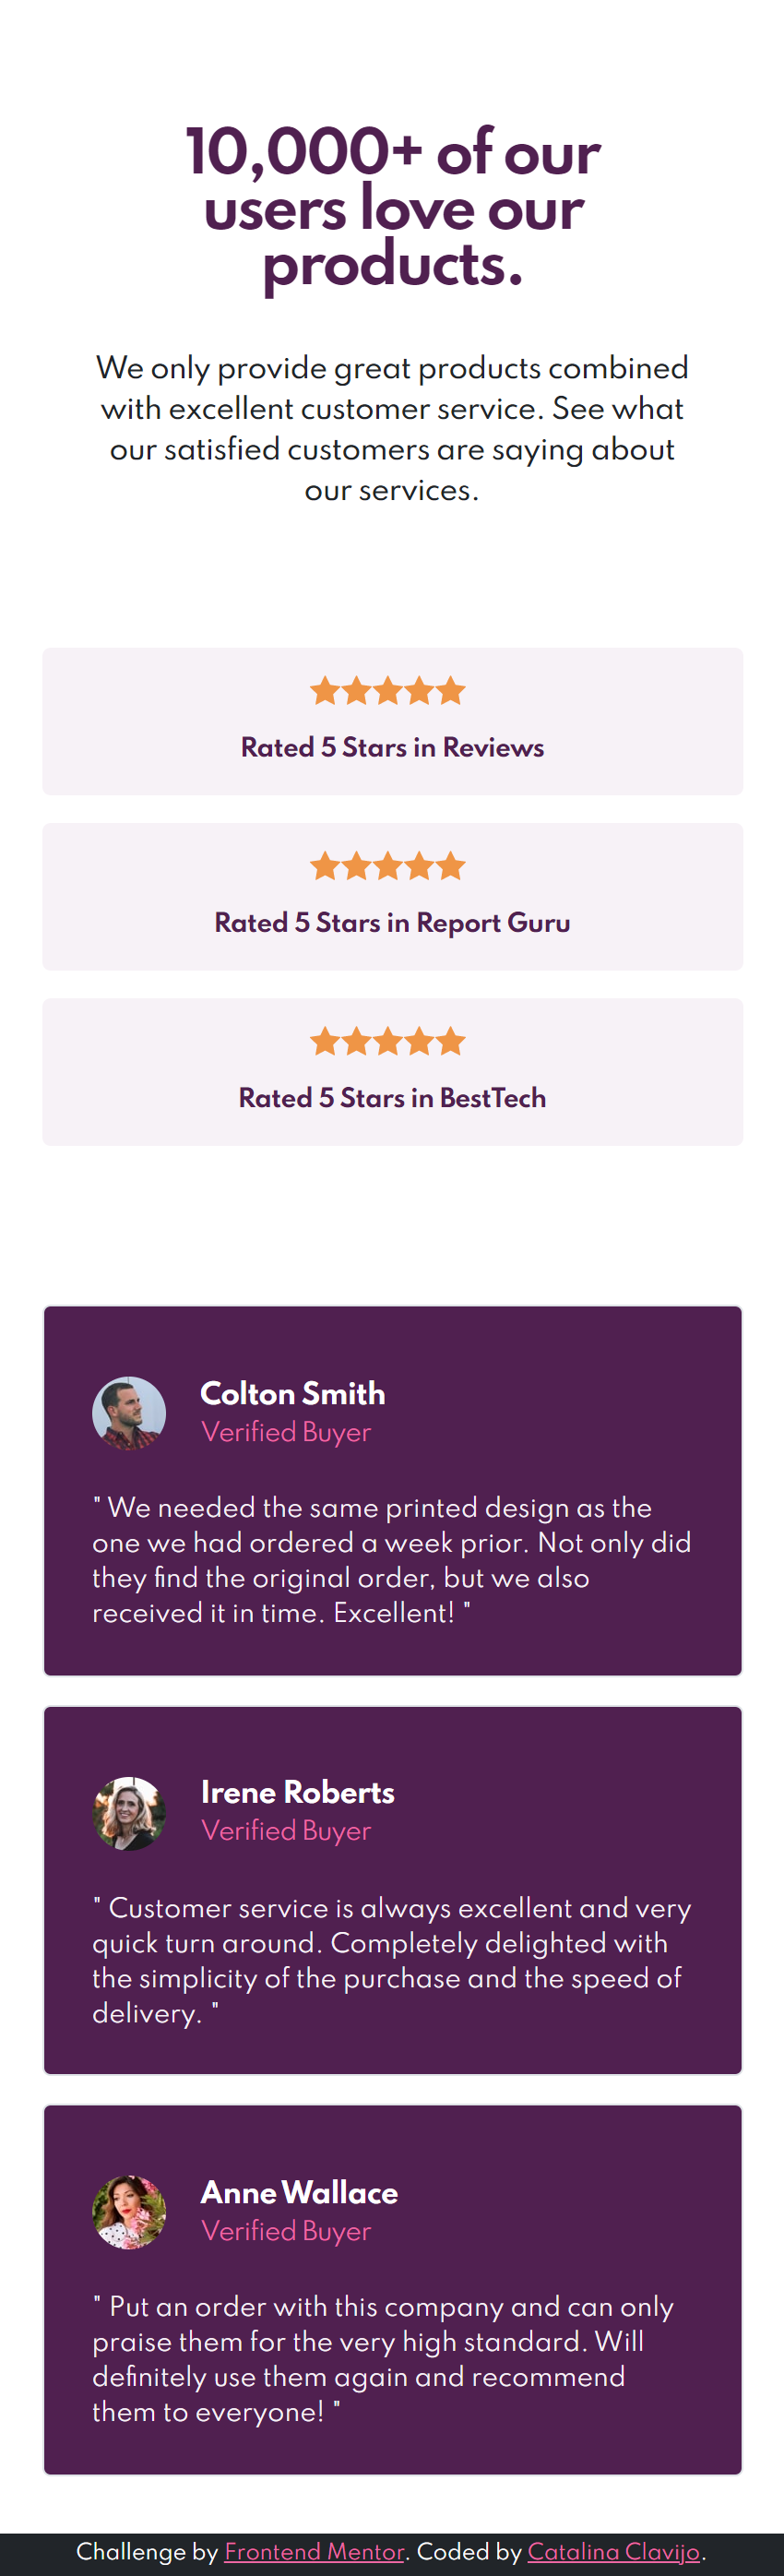 10,000+ of our
users love our
products.
We only provide great products combined
with excellent customer service. See what
our satisfied customers are saying about
our services.
Rated 5 Stars in Reviews
Rated 5 Stars in Report Guru
Rated 5 Stars in BestTech
Colton Smith
Verified Buyer
" We needed the same printed design as the
one we had ordered a week prior. Not only did
they find the original order, but we also
received it in time. Excellent! "
Irene Roberts
Verified Buyer
" Customer service is always excellent and very
quick turn around. Completely delighted with
the simplicity of the purchase and the speed of
delivery. "
Anne Wallace
Verified Buyer
" Put an order with this company and can only
praise them for the very high standard. Will
definitely use them again and recommend
them to everyone! "
Challenge by Frontend Mentor. Coded by Catalina Clavijo.